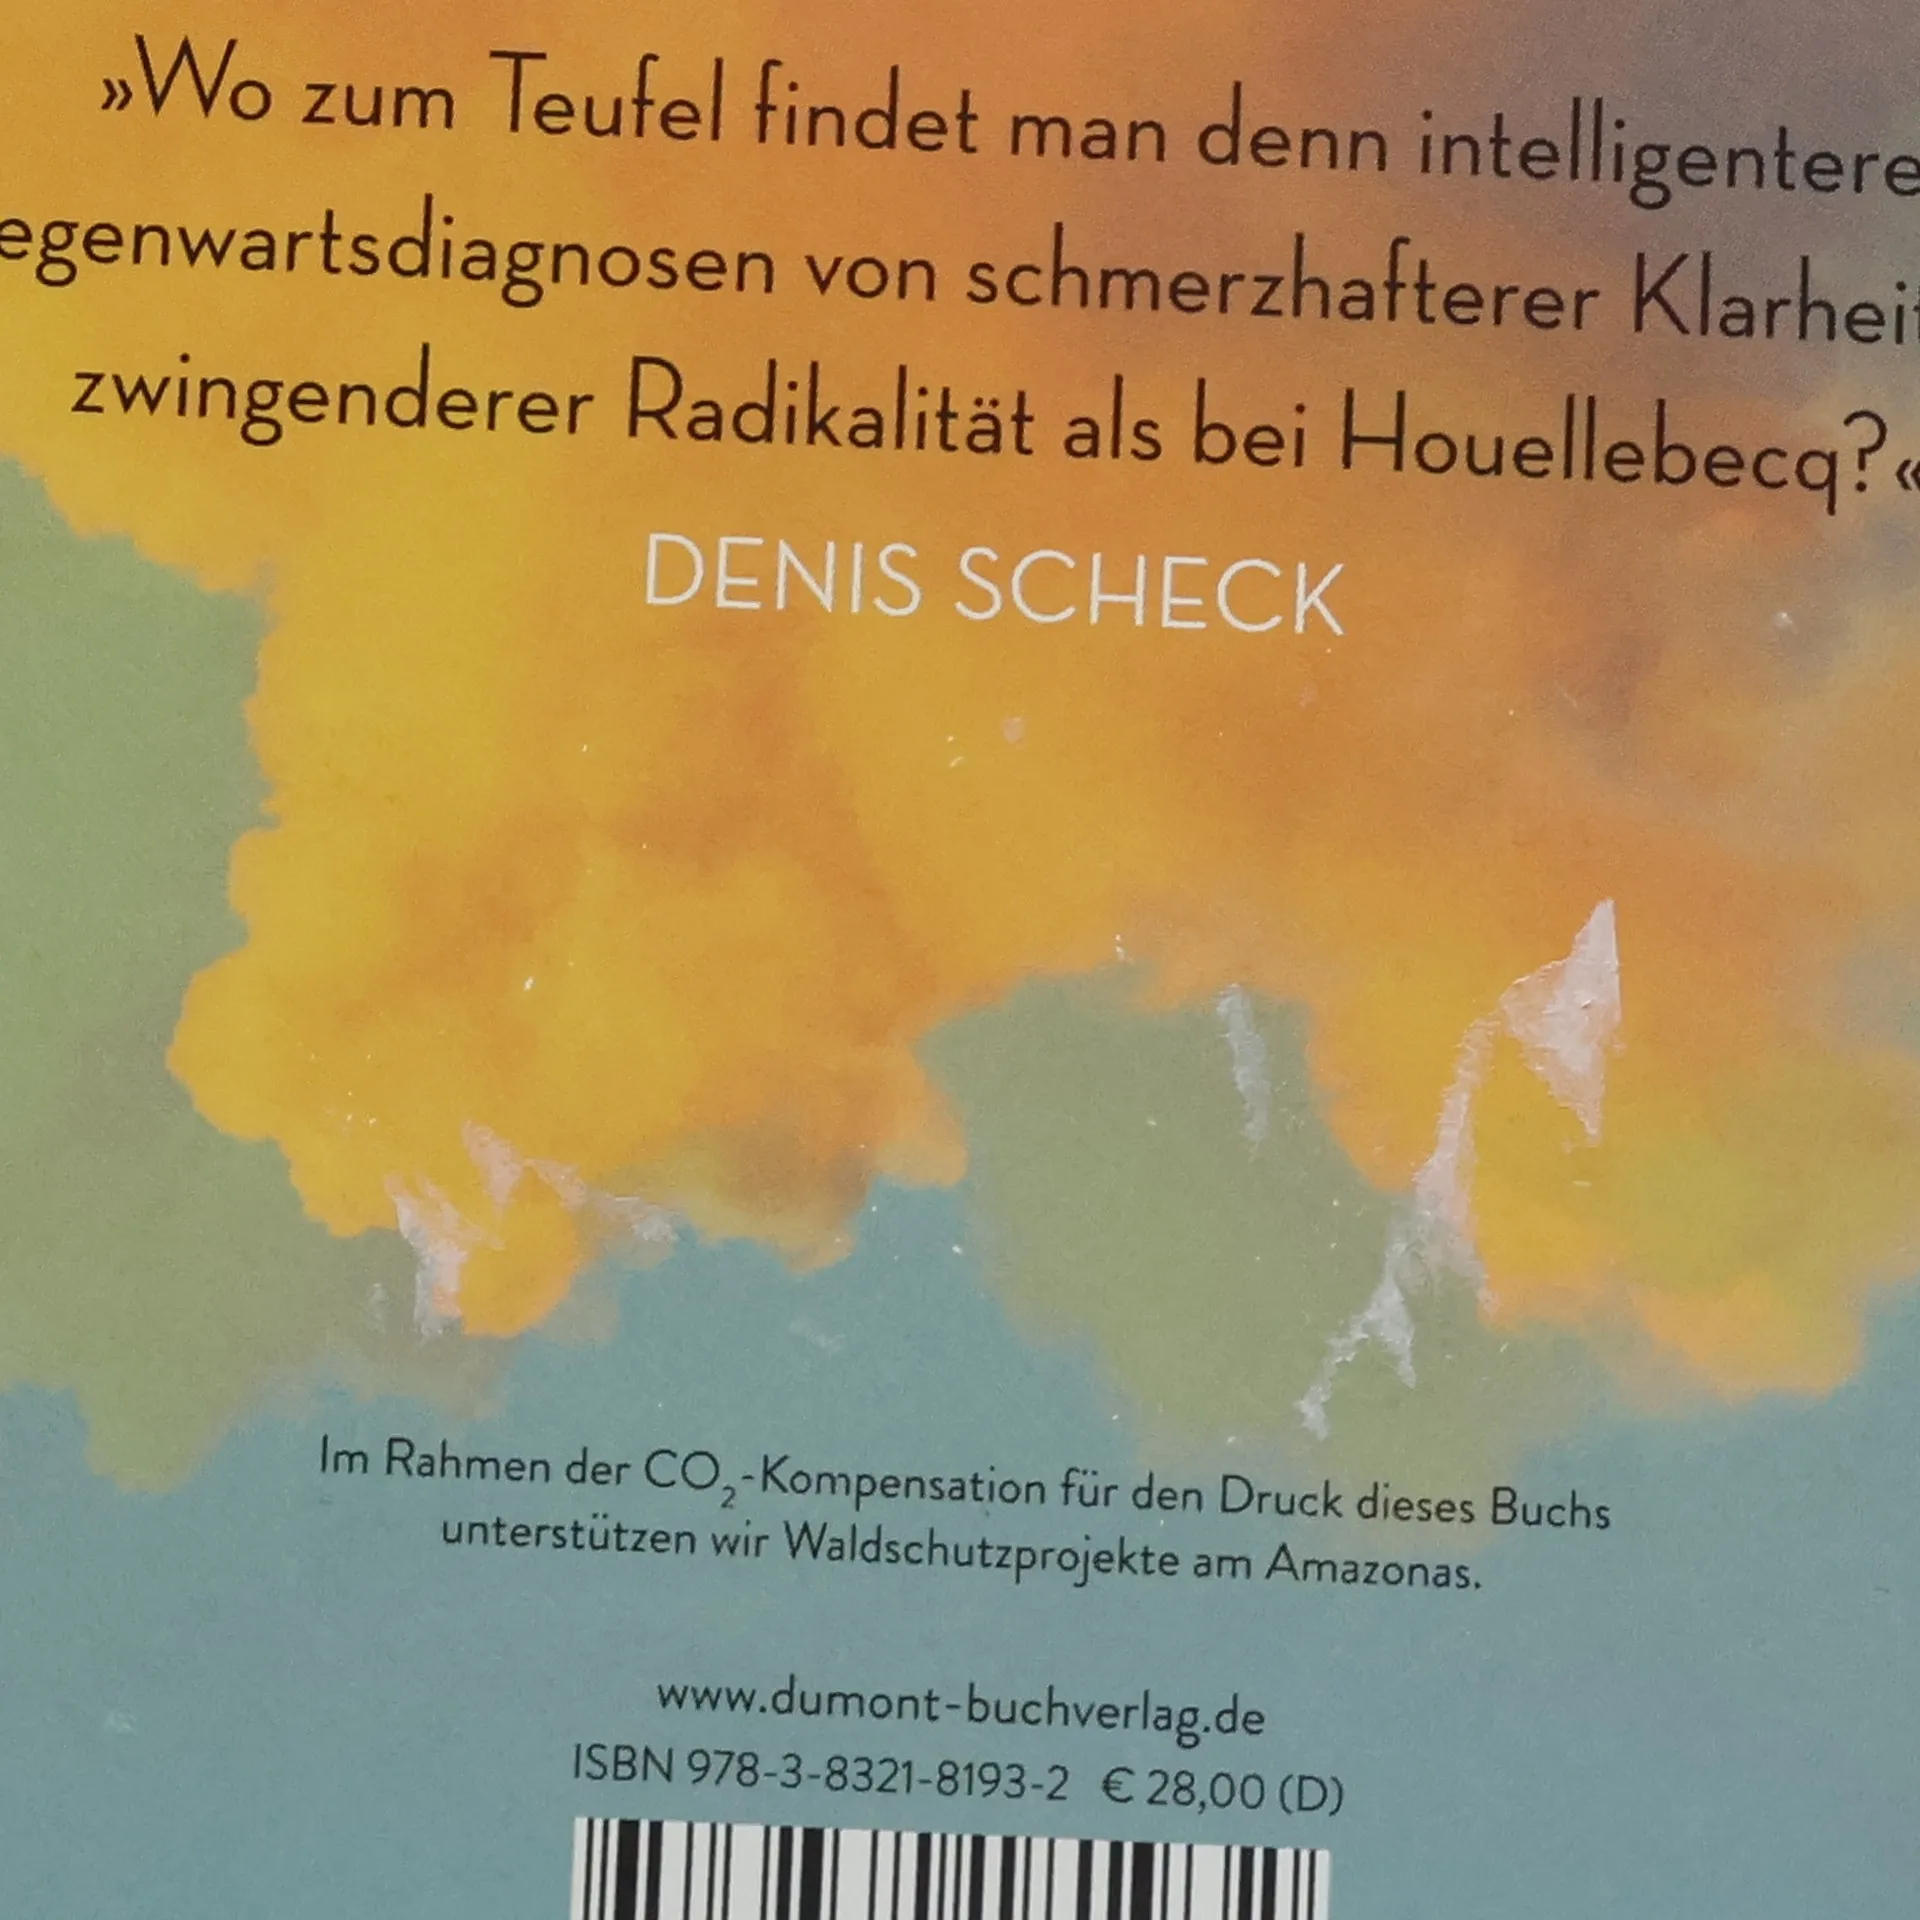 »Wo zum Teufel findet man denn intelligentere
egenwartsdiagnosen von schmerzhafterer Klarheit
zwingenderer Radikalität als bei Houellebecq?«
DENIS SCHECK
Im Rahmen der CO₂-Kompensation für den Druck dieses Buchs
unterstützen wir Waldschutzprojekte am Amazonas.
www.dumont-buchverlag.de
ISBN 978-3-8321-8193-2 € 28,00 (D)